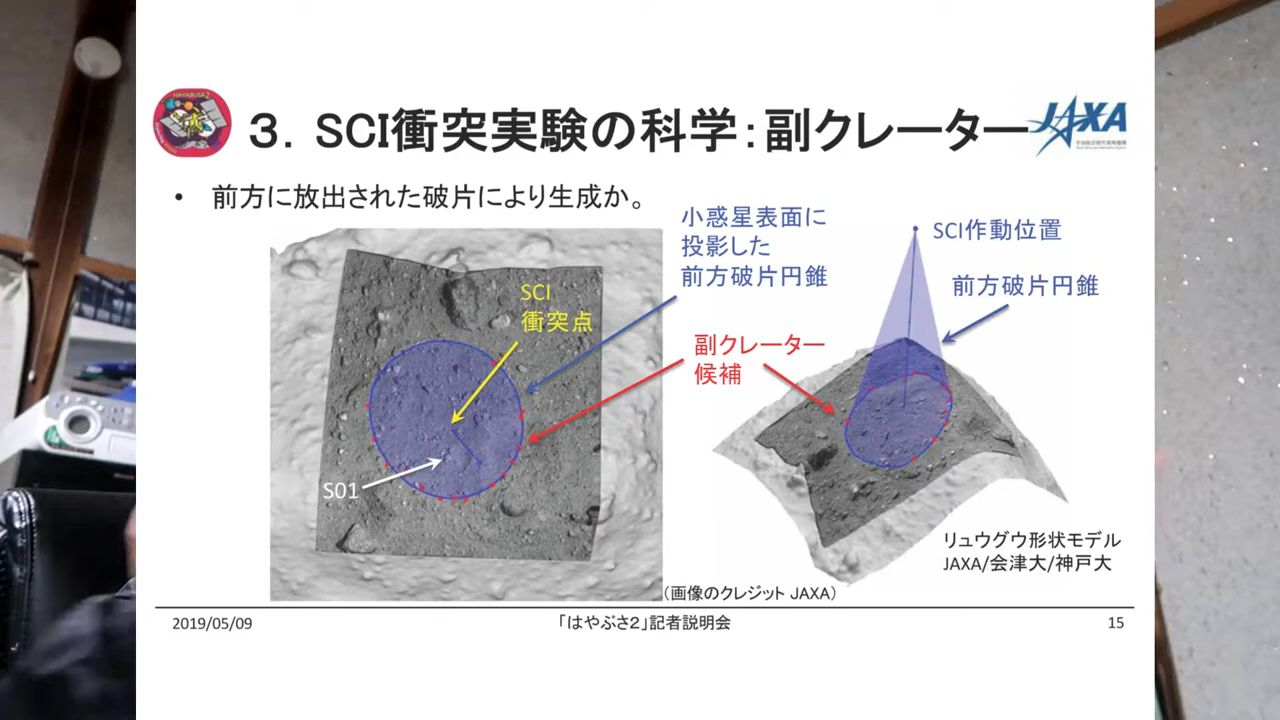 HAYABUSA2
3．SCI衝突実験の科学：副クレーター
JAXA
• 前方に放出された破片により生成か。
小惑星表面に
投影した
前方破片円錐
SCI作動位置
前方破片円錐
SCI
衝突点
副クレーター
候補
S01
リュウグウ形状モデル
JAXA/会津大/神戸大
（画像のクレジット JAXA）
2019/05/09
「はやぶさ２」記者説明会
15